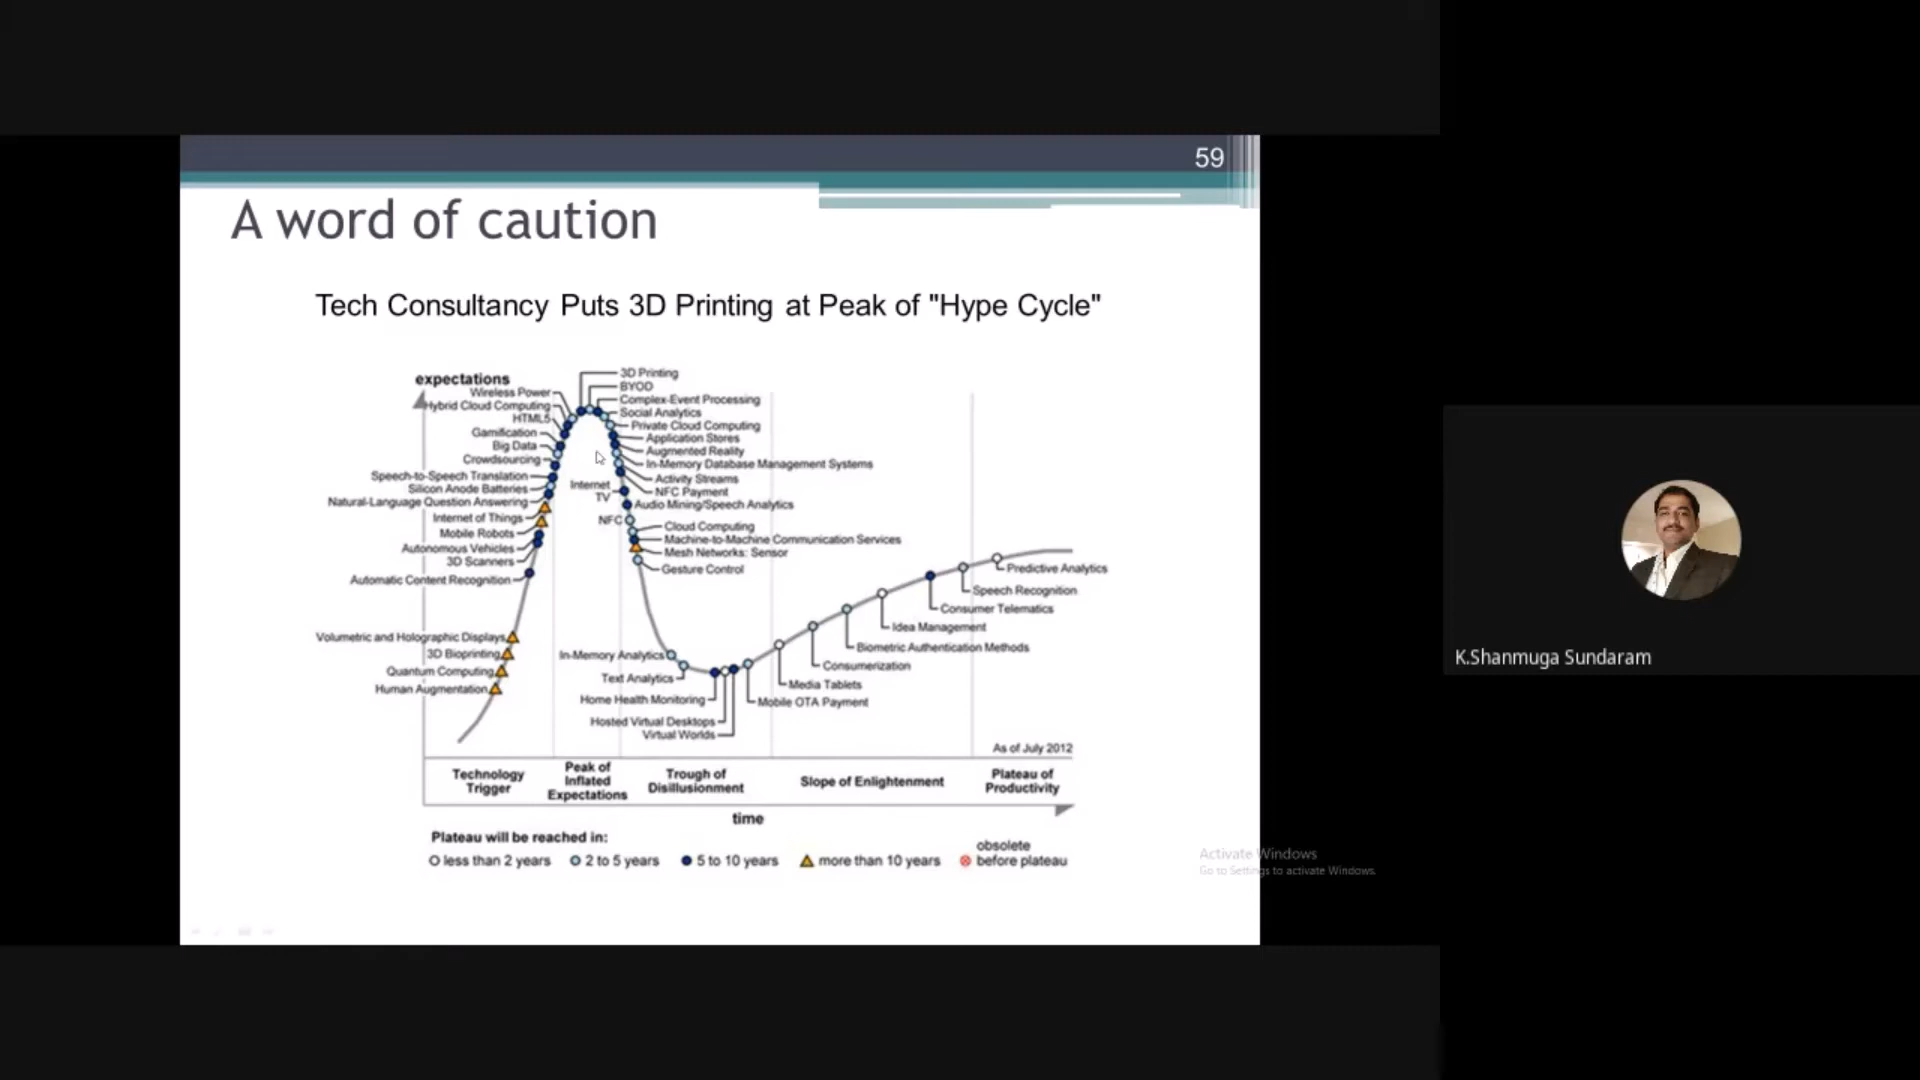 59
A word of caution
Tech Consultancy Puts 3D Printing at Peak of "Hype Cycle"
expectations
Wireless Power
Hybrid Cloud Computing
HTML5
Gamification
Big Data
Crowdsourcing
Speech-to-Speech Translation
Silicon Anode Batteries
Natural-Language Question Answering
Internet of Things
Mobile Robots
Autonomous Vehicles
3D Scanners
Automatic Content Recognition
Volumetric and Holographic Displays
3D Bioprinting
Quantum Computing
Human Augmentation
3D Printing
BYOD
Complex-Event Processing
Social Analytics
Private Cloud Computing
Application Stores
Augmented Reality
In-Memory Database Management Systems
Activity Streams
NFC Payment
Internet
TV
Audio Mining/Speech Analytics
NFC
Cloud Computing
Machine-to-Machine Communication Services
Mesh Networks: Sensor
Gesture Control
In-Memory Analytics
Text Analytics
Home Health Monitoring
Hosted Virtual Desktops
Virtual Worlds
Mobile OTA Payment
Media Tablets
Consumerization
Biometric Authentication Methods
Idea Management
Consumer Telematics
Speech Recognition
Predictive Analytics
As of July 2012
Technology
Trigger
Peak of
Inflated
Expectations
Trough of
Disillusionment
Slope of Enlightenment
Plateau of
Productivity
time
Plateau will be reached in:
less than 2 years
2 to 5 years
5 to 10 years
more than 10 years
obsolete
before plateau
Activate Windows
Go to Settings to activate Windows.
K.Shanmuga Sundaram